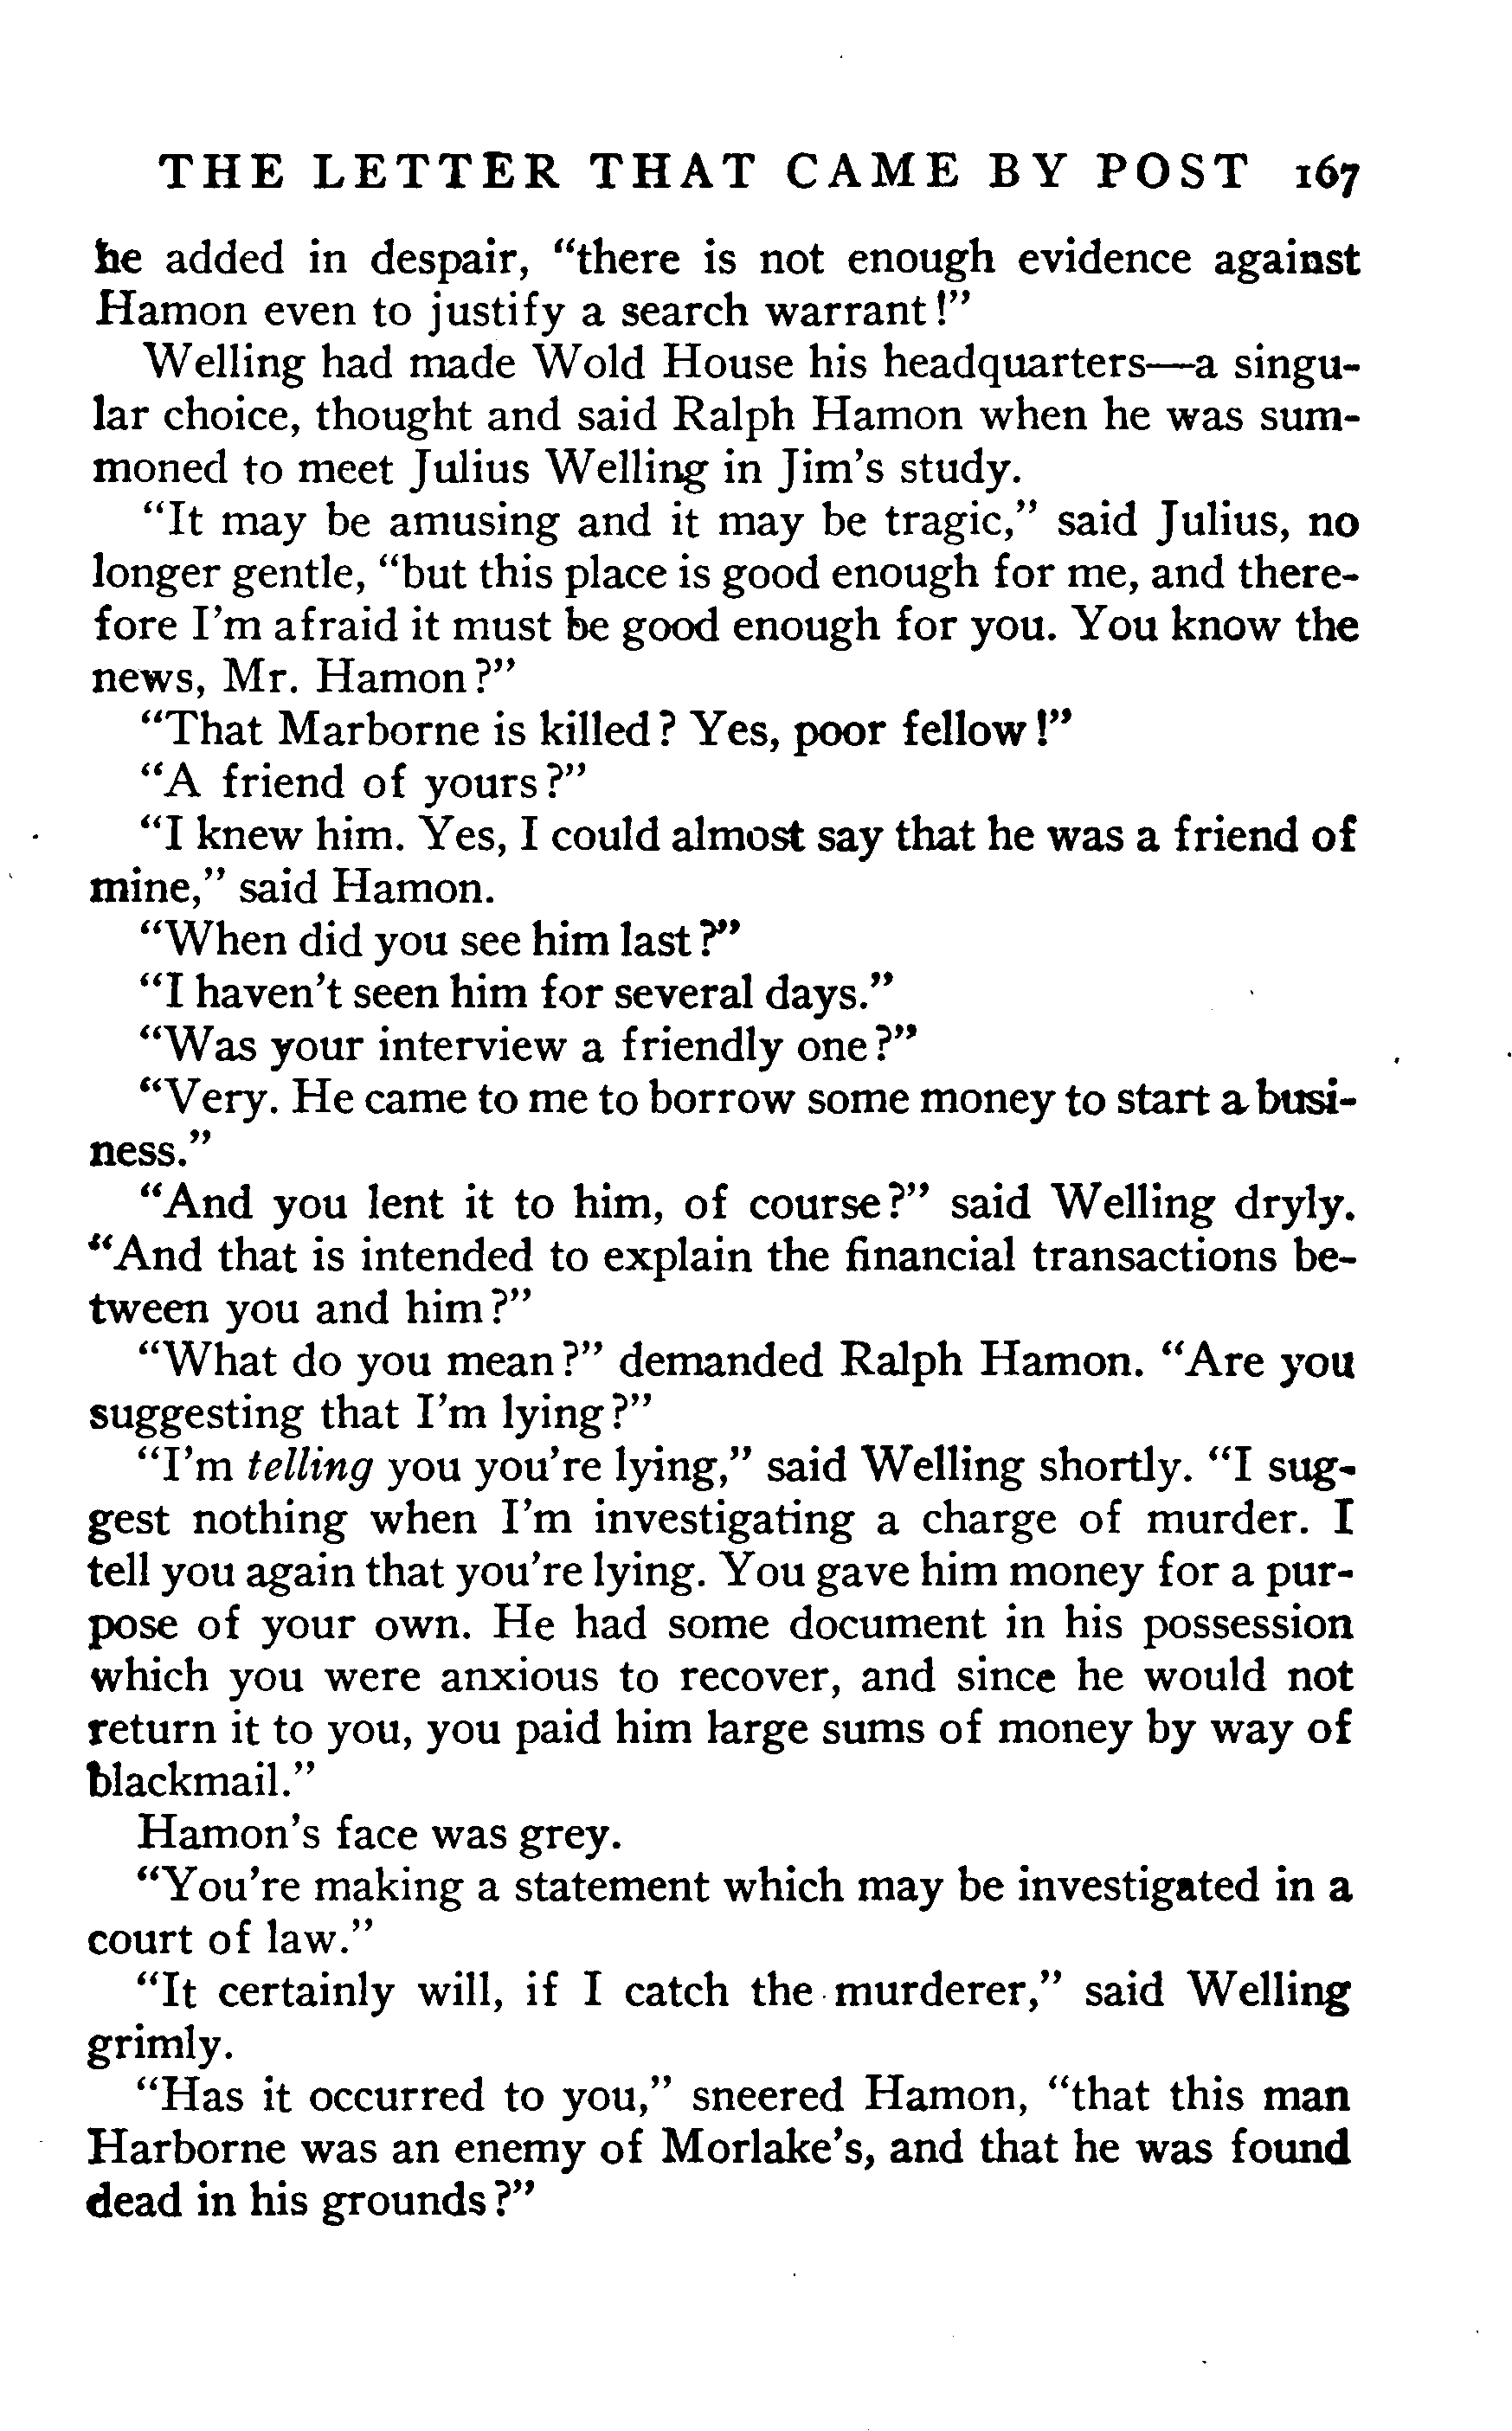 THE LETTER THAT CAME BY POST 167
he added in despair, "there is not enough evidence against
Hamon even to justify a search warrant!"
Welling had made Wold House his headquarters—a singu-
lar choice, thought and said Ralph Hamon when he was sum-
moned to meet Julius Welling in Jim's study.
"It may be amusing and it may be tragic," said Julius, no
longer gentle, "but this place is good enough for me, and there-
fore I'm afraid it must be good enough for you. You know the
news, Mr. Hamon?"
"That Marborne is killed? Yes, poor fellow!"
"A friend of yours?"
"I knew him. Yes, I could almost say that he was a friend of
mine," said Hamon.
"When did you see him last?"
"I haven't seen him for several days."
"Was your interview a friendly one?"
"Very. He came to me to borrow some money to start a busi-
ness."
"And you lent it to him, of course?" said Welling dryly.
"And that is intended to explain the financial transactions be-
tween you and him?"
"What do you mean?" demanded Ralph Hamon. "Are you
suggesting that I'm lying?"
"I'm telling you you're lying," said Welling shortly. "I sug-
gest nothing when I'm investigating a charge of murder. I
tell you again that you're lying. You gave him money for a pur-
pose of your own. He had some document in his possession
which you were anxious to recover, and since he would not
return it to you, you paid him large sums of money by way of
blackmail."
Hamon's face was grey.
"You're making a statement which may be investigated in a
court of law."
"It certainly will, if I catch the murderer," said Welling
grimly.
"Has it occurred to you," sneered Hamon, "that this man
Harborne was an enemy of Morlake's, and that he was found
dead in his grounds?"